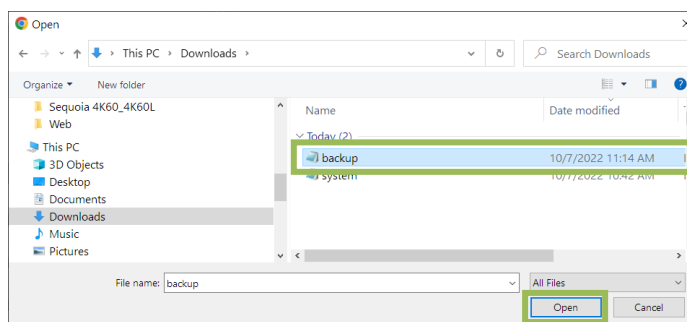 Open
This PC > Downloads >
Search Downloads
Organize
New folder
Sequoia 4K60_4K60L
Web
This PC
3D Objects
Desktop
Documents
Downloads
Music
Pictures
Name
Date modified
Today (2)
backup
10/7/2022 11:14 AM
system
10/7/2022 10:42 AM
File name:
backup
All Files
Open
Cancel